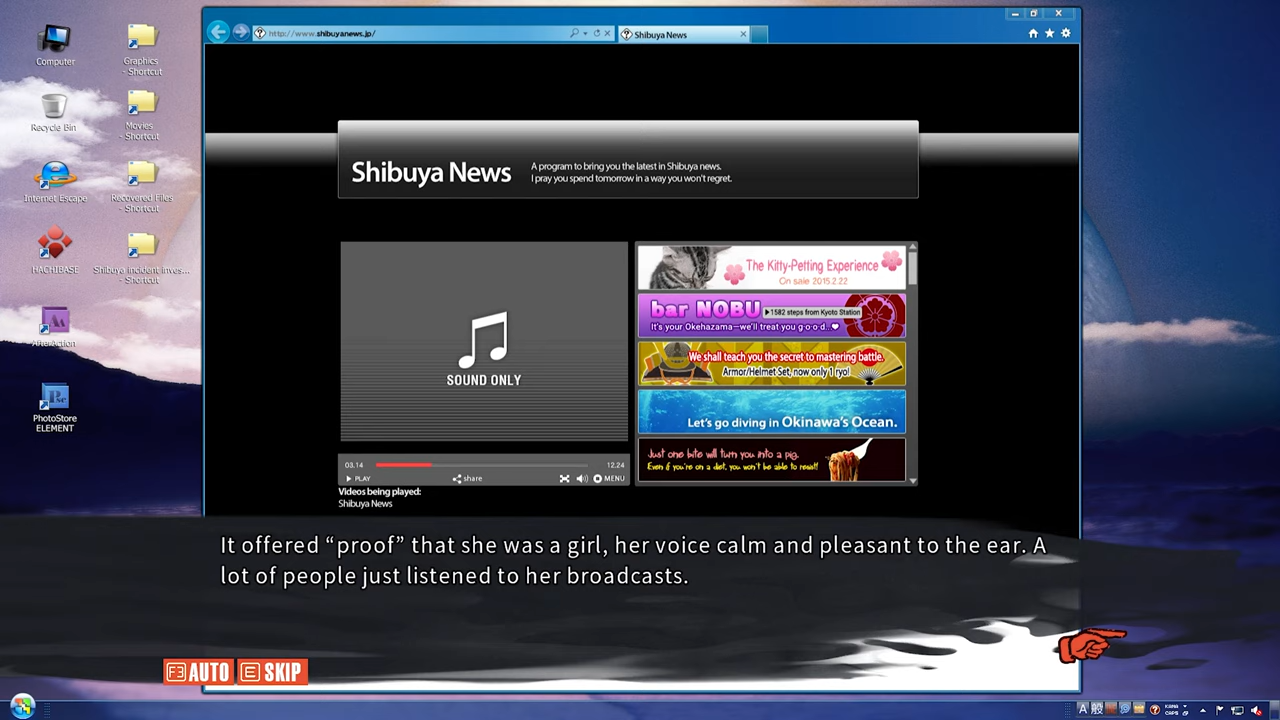 Computer
Graphics
- Shortcut
Recycle Bin
Movies
- Shortcut
Internet Escape
Recovered Files
- Shortcut
HACHIBASE
Shibuya incident inves...
- Shortcut
AfterAction
PhotoStore
ELEMENT
http://www.shibuyanews.jp/
Shibuya News
Shibuya News
A program to bring you the latest in Shibuya news.
I pray you spend tomorrow in a way you won't regret.
SOUND ONLY
03.14
12.24
PLAY
share
MENU
Videos being played:
Shibuya News
The Kitty-Petting Experience
On sale 2015.2.22
bar NOBU
1582 steps from Kyoto Station
It's your Okehazama—we'll treat you g·o·o·d...
We shall teach you the secret to mastering battle.
Armor/Helmet Set, now only 1 ryo!
Let's go diving in Okinawa's Ocean.
Just one bite will turn you into a pig.
Even if you're on a diet, you won't be able to resist!
It offered “proof” that she was a girl, her voice calm and pleasant to the ear. A
lot of people just listened to her broadcasts.
F3 AUTO E SKIP
A 般
KANA
CAPS